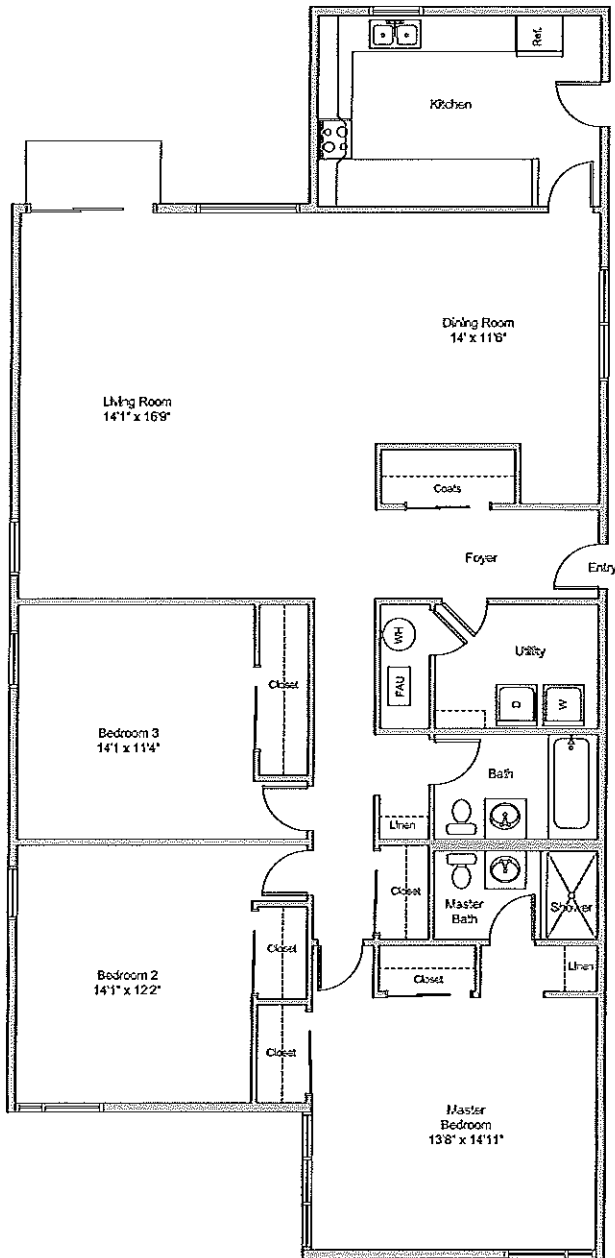 Ref.
Kitchen
Dining Room
14' x 11'6"
Living Room
14'1" x 16'9"
Coats
Foyer
Entry
WH
Utility
FAU
Closet
D
W
Bedroom 3
14'1 x 11'4"
Bath
Linen
Closet
Master
Bath
Shower
Bedroom 2
14'1" x 12'2"
Closet
Closet
Linen
Closet
Master
Bedroom
13'8" x 14'11"